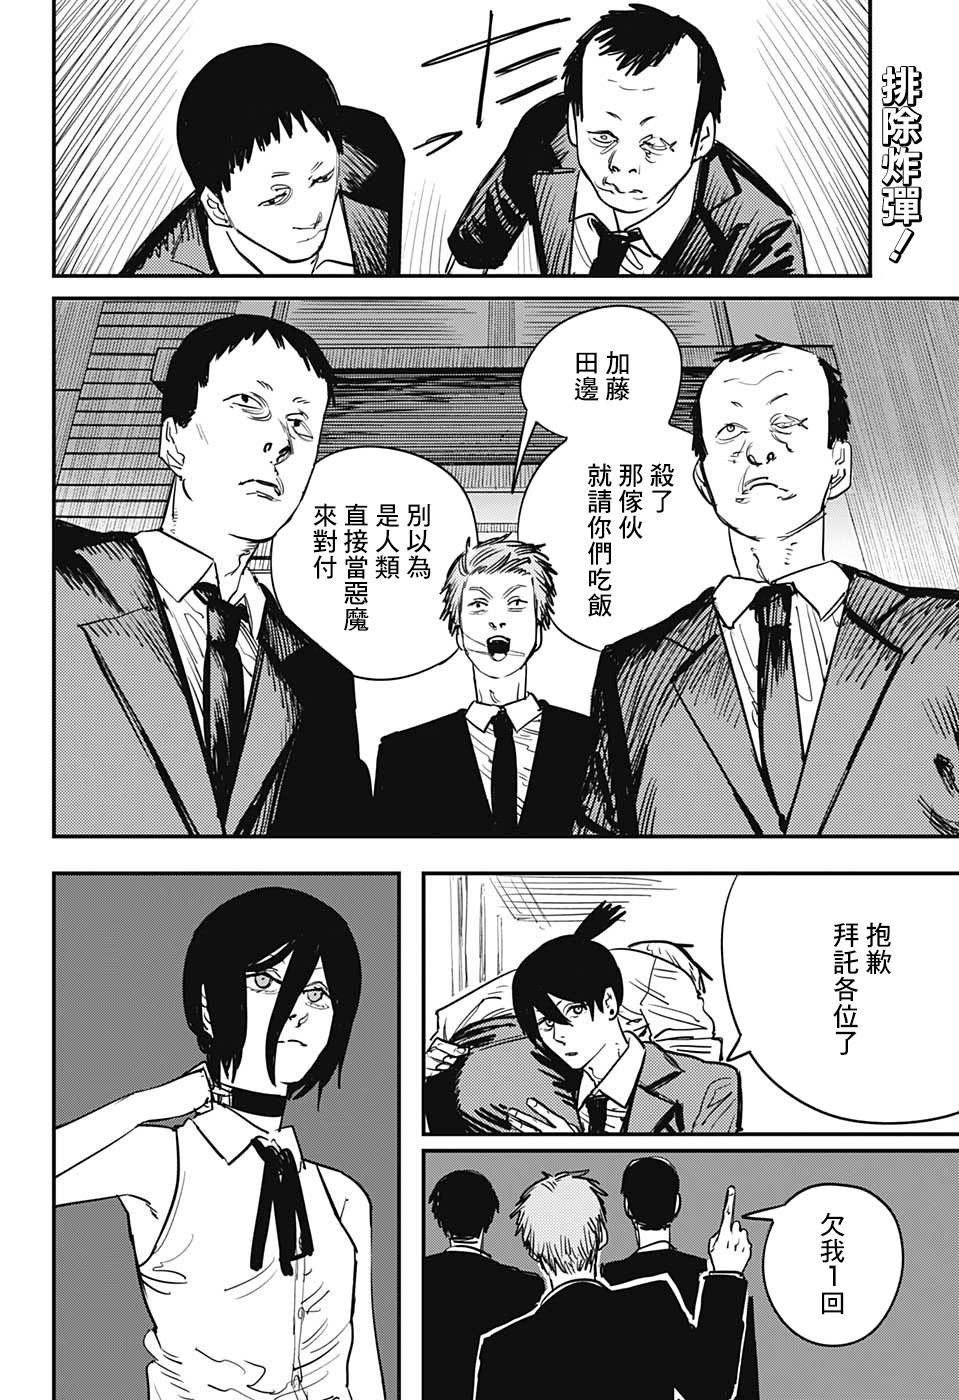 排除炸彈！
ダッ
加藤
田邊
殺了
那傢伙
就請你們吃飯
別以為
是人類
直接當惡魔
來對付
抱歉
拜託各位了
欠我1回